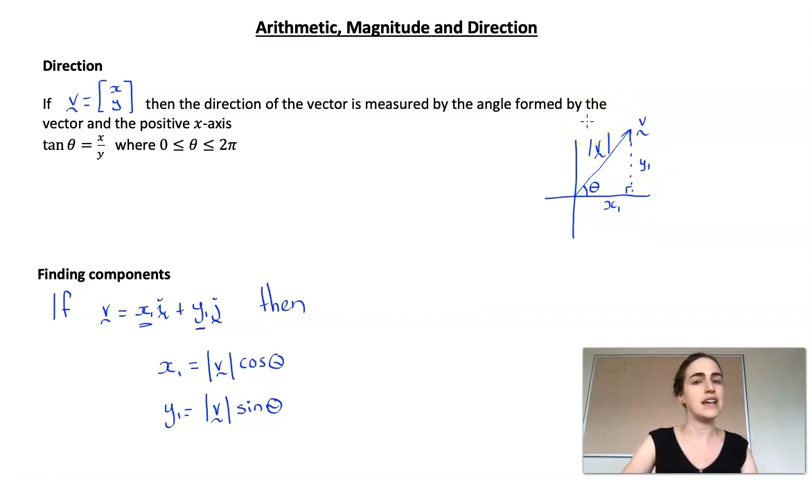 Arithmetic, Magnitude and Direction
Direction
If v = [x y] then the direction of the vector is measured by the angle formed by the
vector and the positive x-axis
tan θ = x/y where 0 ≤ θ ≤ 2π
v
|v|
y₁
θ
x₁
Finding components
If v = x₁i + y₁j then
x₁ = |v| cosθ
y₁ = |v| sinθ